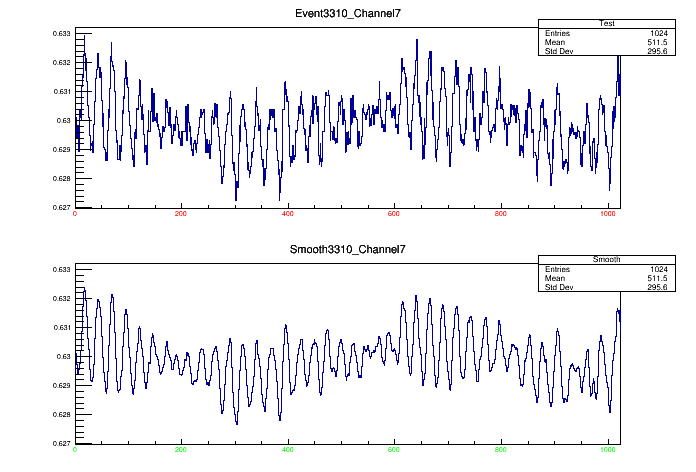 Event3310_Channel7
Test
Entries 1024
Mean 511.5
Std Dev 295.6
0.633
0.632
0.631
0.63
0.629
0.628
0.627
0 200 400 600 800 1000
Smooth3310_Channel7
Smooth
Entries 1024
Mean 511.5
Std Dev 295.6
0.633
0.632
0.631
0.63
0.629
0.628
0.627
0 200 400 600 800 1000